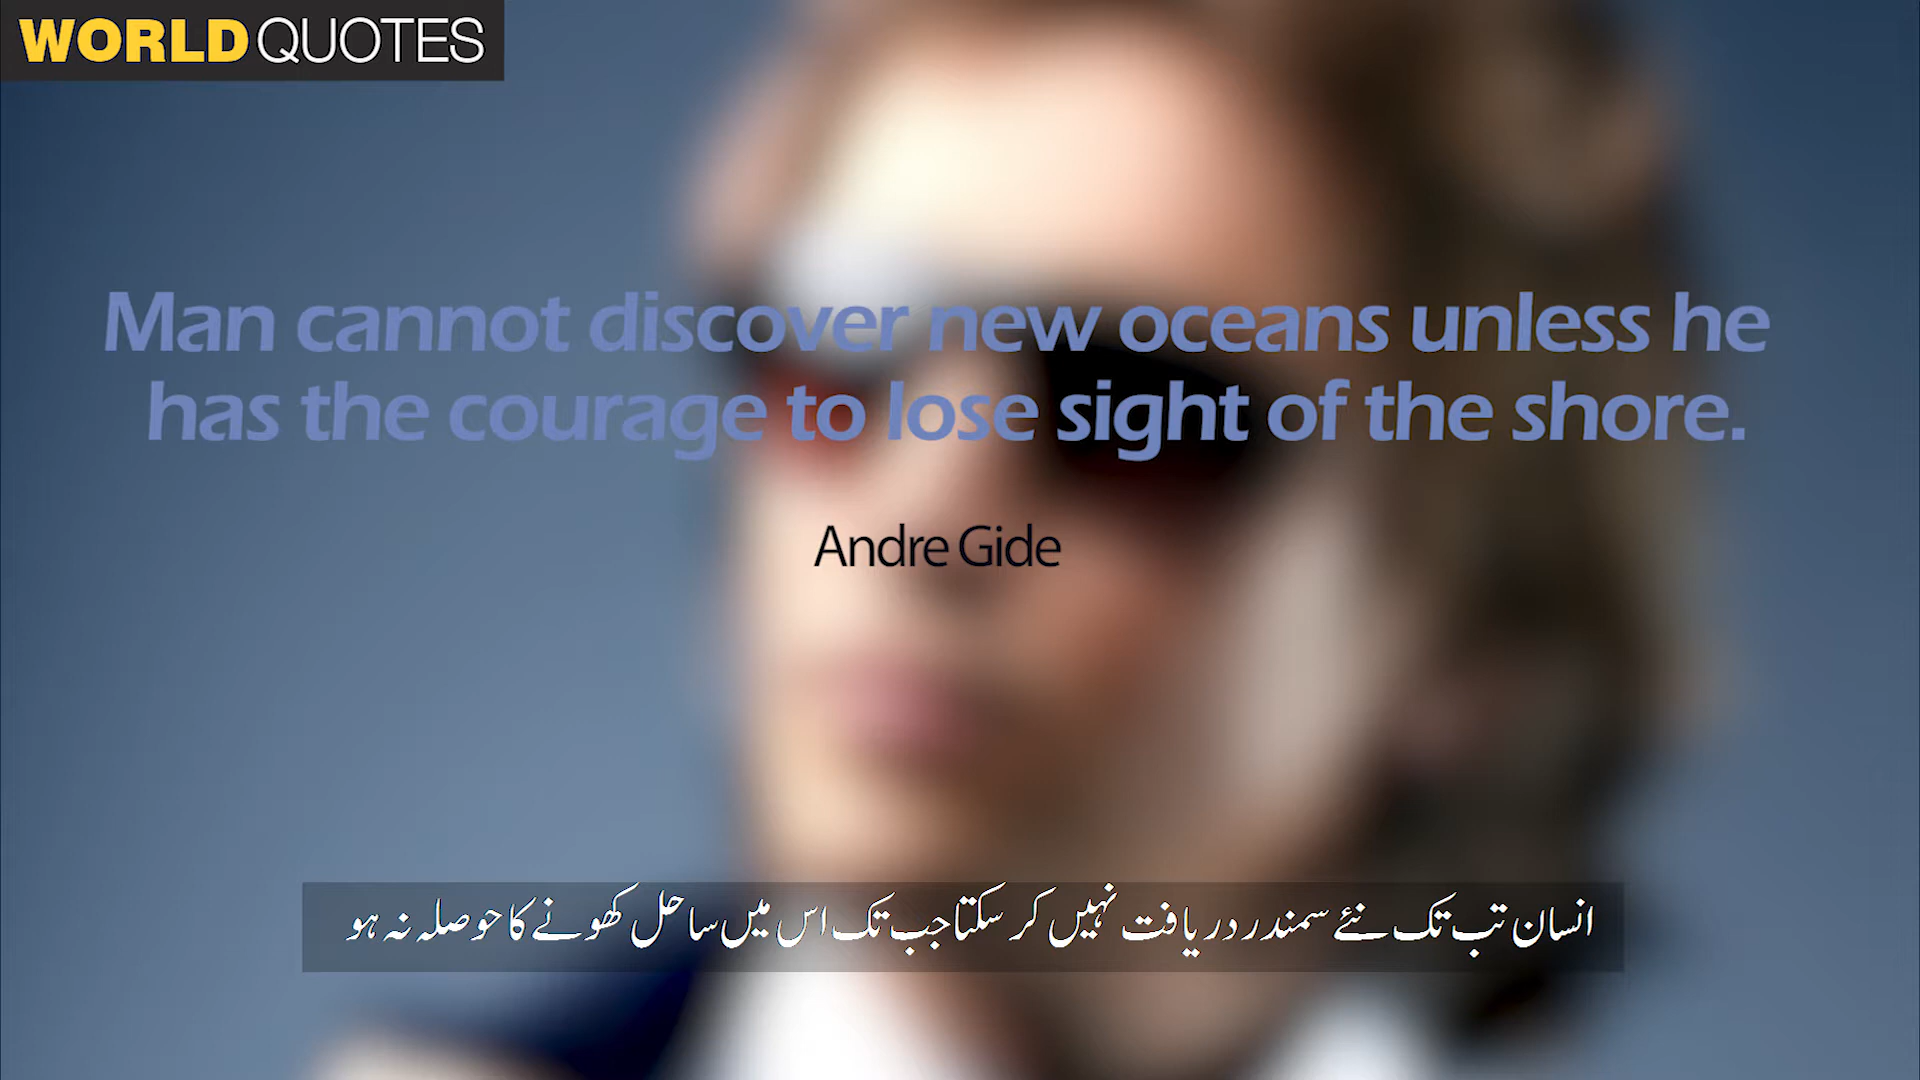 WORLD QUOTES
Man cannot discover new oceans unless he
has the courage to lose sight of the shore.
Andre Gide
انسان تب تک نئے سمندر دریافت نہیں کر سکتا جب تک اس میں ساحل کھونے کا حوصلہ نہ ہو